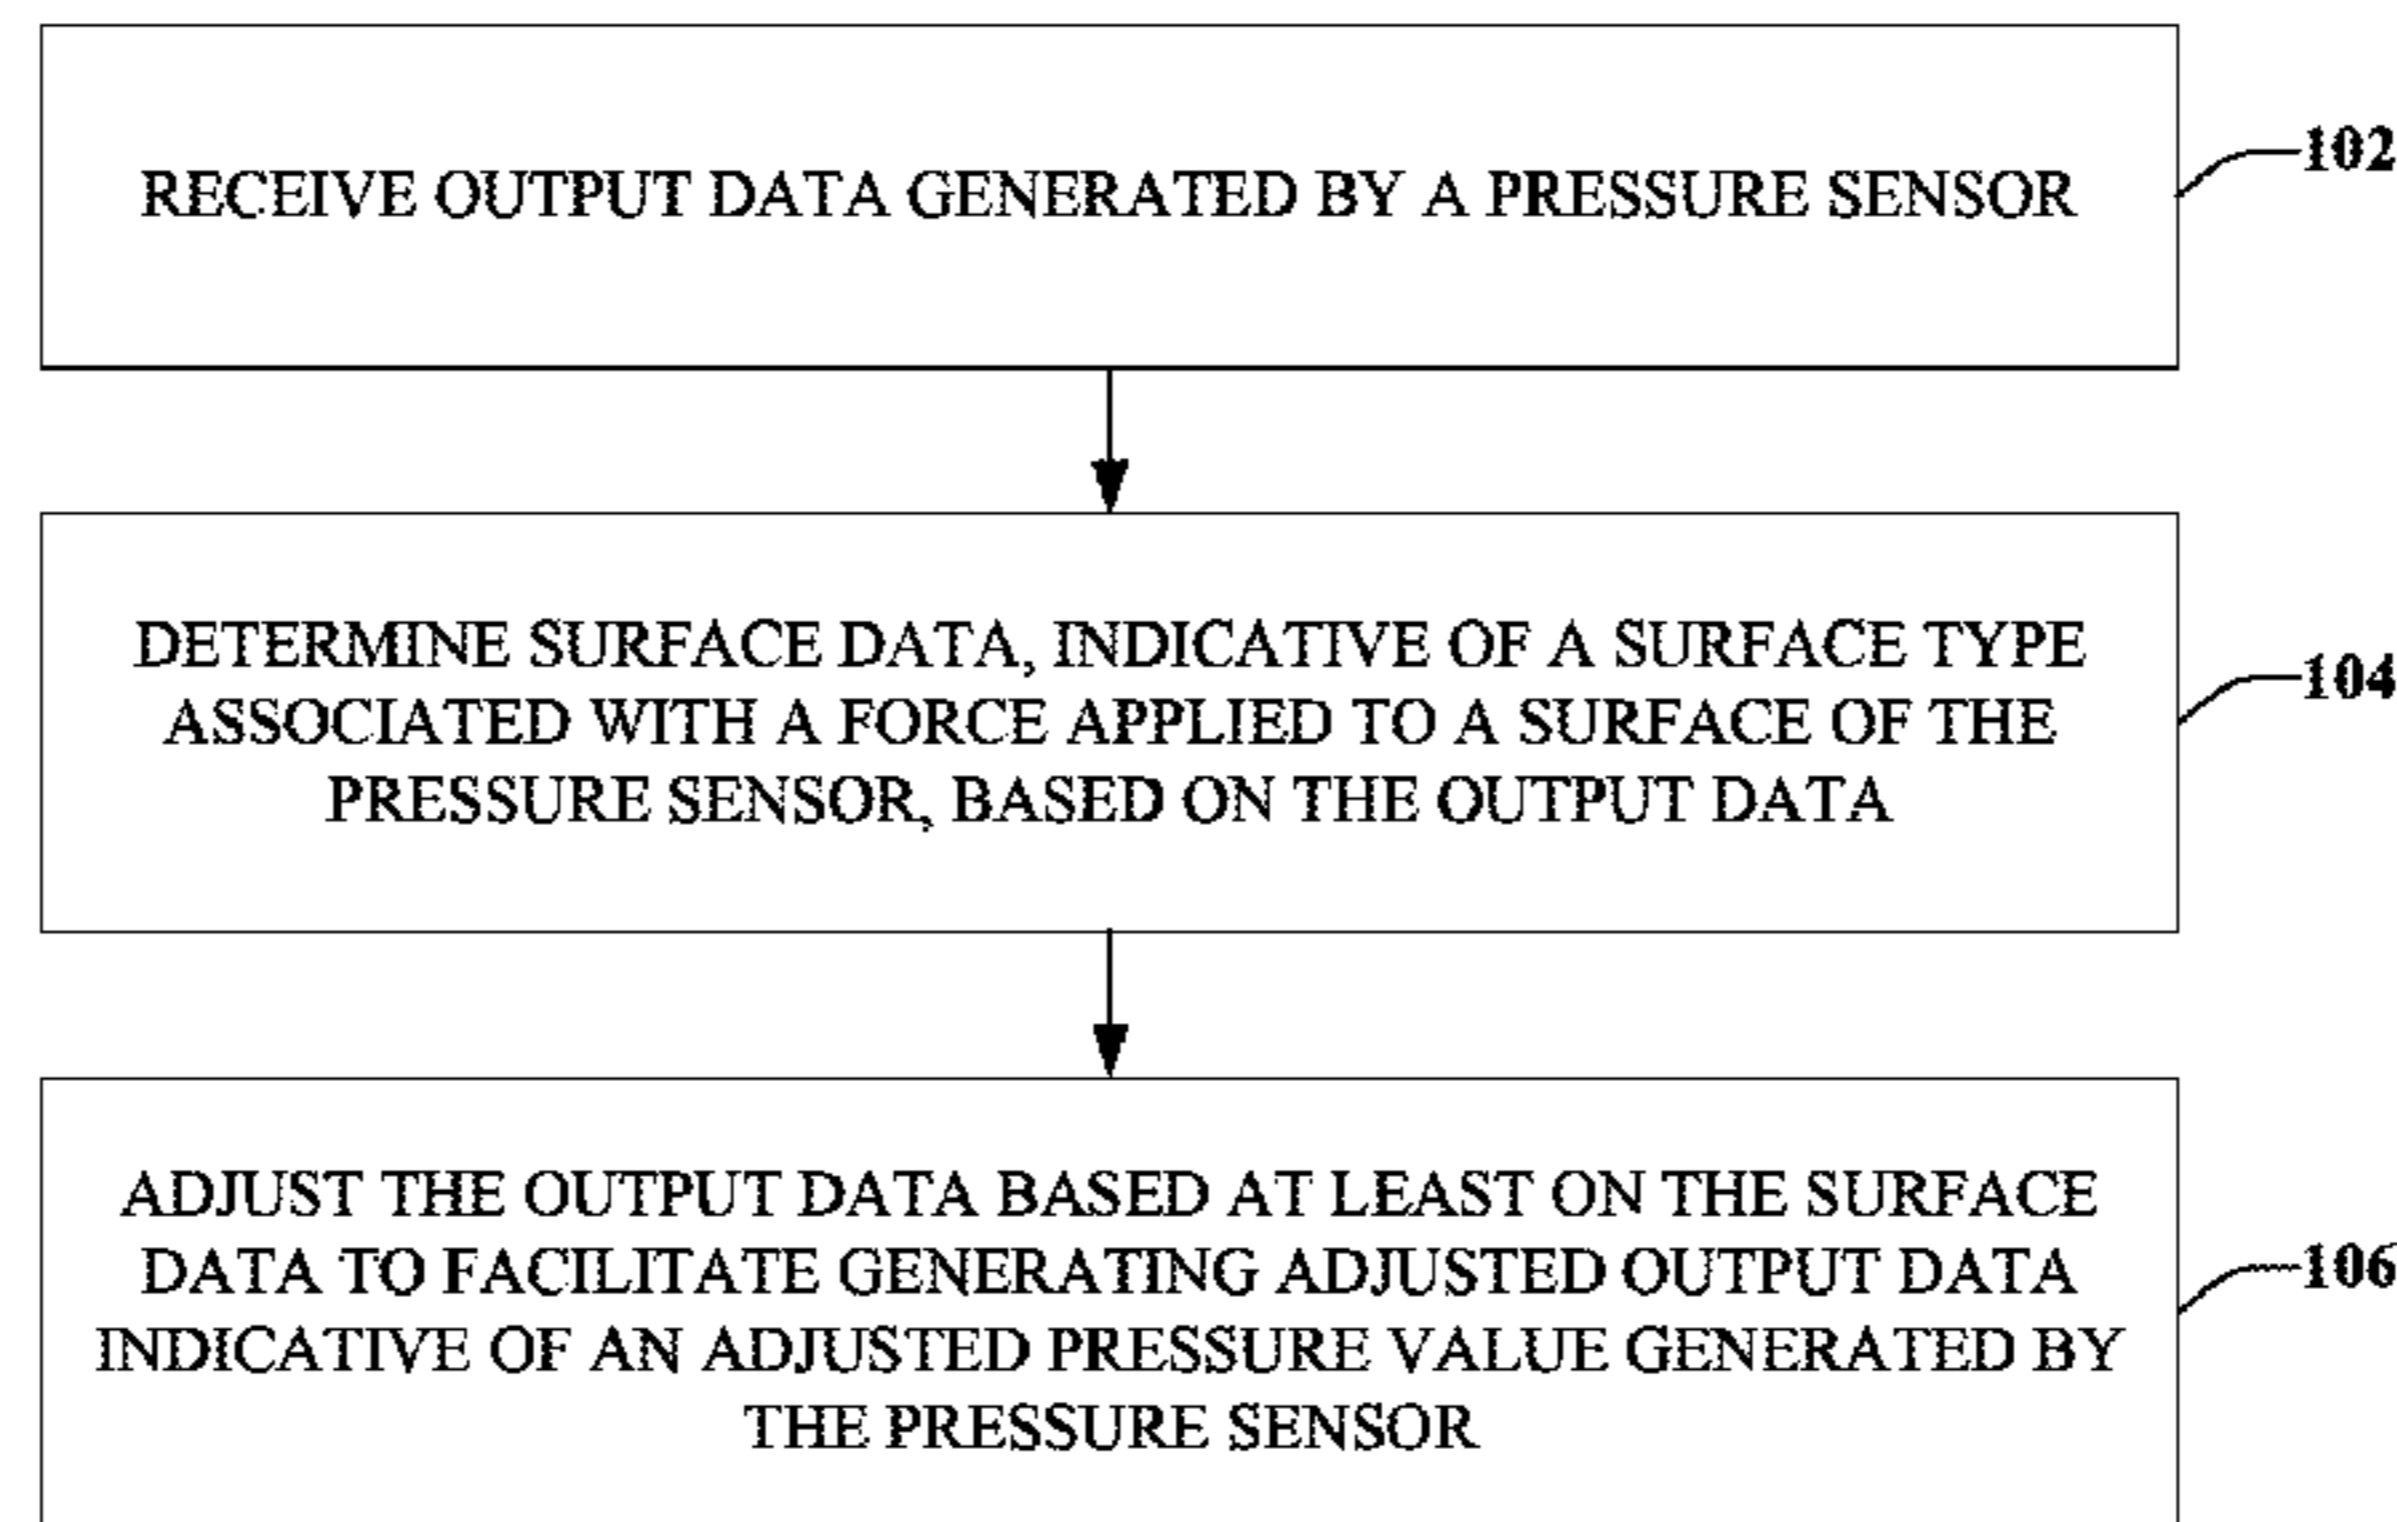 RECEIVE OUTPUT DATA GENERATED BY A PRESSURE SENSOR
102
DETERMINE SURFACE DATA, INDICATIVE OF A SURFACE TYPE
ASSOCIATED WITH A FORCE APPLIED TO A SURFACE OF THE
PRESSURE SENSOR, BASED ON THE OUTPUT DATA
104
ADJUST THE OUTPUT DATA BASED AT LEAST ON THE SURFACE
DATA TO FACILITATE GENERATING ADJUSTED OUTPUT DATA
INDICATIVE OF AN ADJUSTED PRESSURE VALUE GENERATED BY
THE PRESSURE SENSOR
106